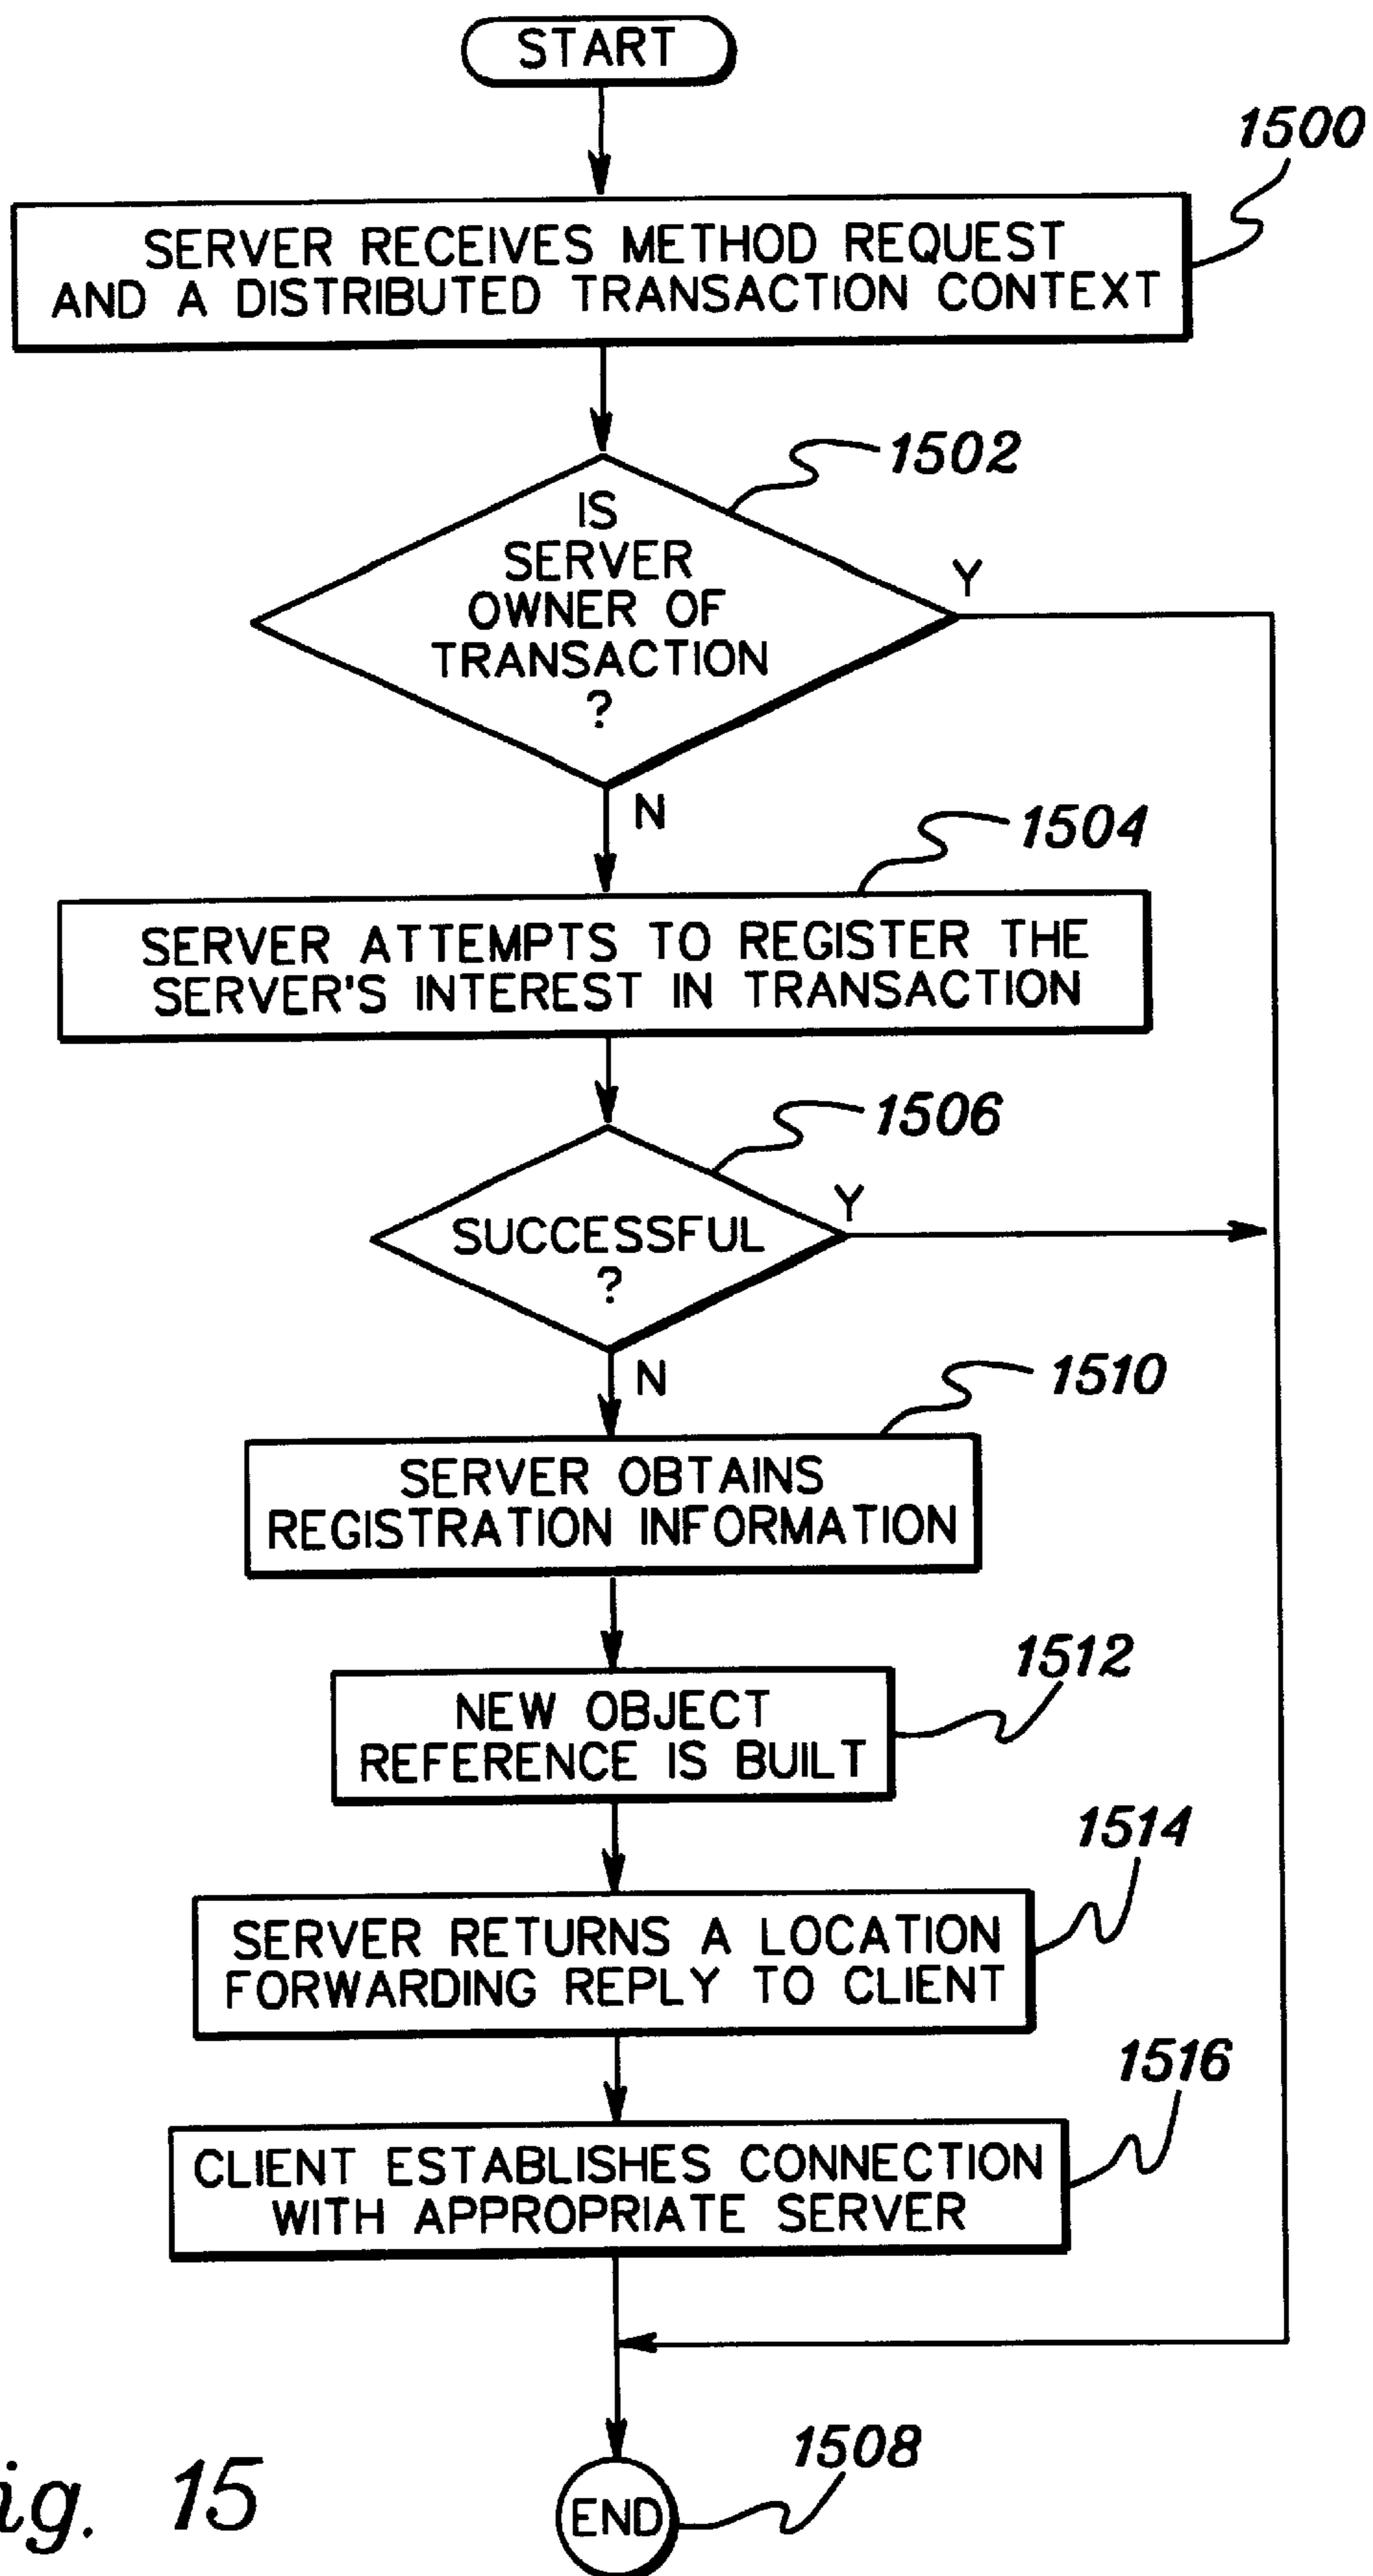 START
1500
SERVER RECEIVES METHOD REQUEST
AND A DISTRIBUTED TRANSACTION CONTEXT
1502
IS
SERVER
OWNER OF
TRANSACTION
?
Y
N
1504
SERVER ATTEMPTS TO REGISTER THE
SERVER'S INTEREST IN TRANSACTION
1506
SUCCESSFUL
?
Y
N
1510
SERVER OBTAINS
REGISTRATION INFORMATION
1512
NEW OBJECT
REFERENCE IS BUILT
1514
SERVER RETURNS A LOCATION
FORWARDING REPLY TO CLIENT
1516
CLIENT ESTABLISHES CONNECTION
WITH APPROPRIATE SERVER
1508
END
ig. 15